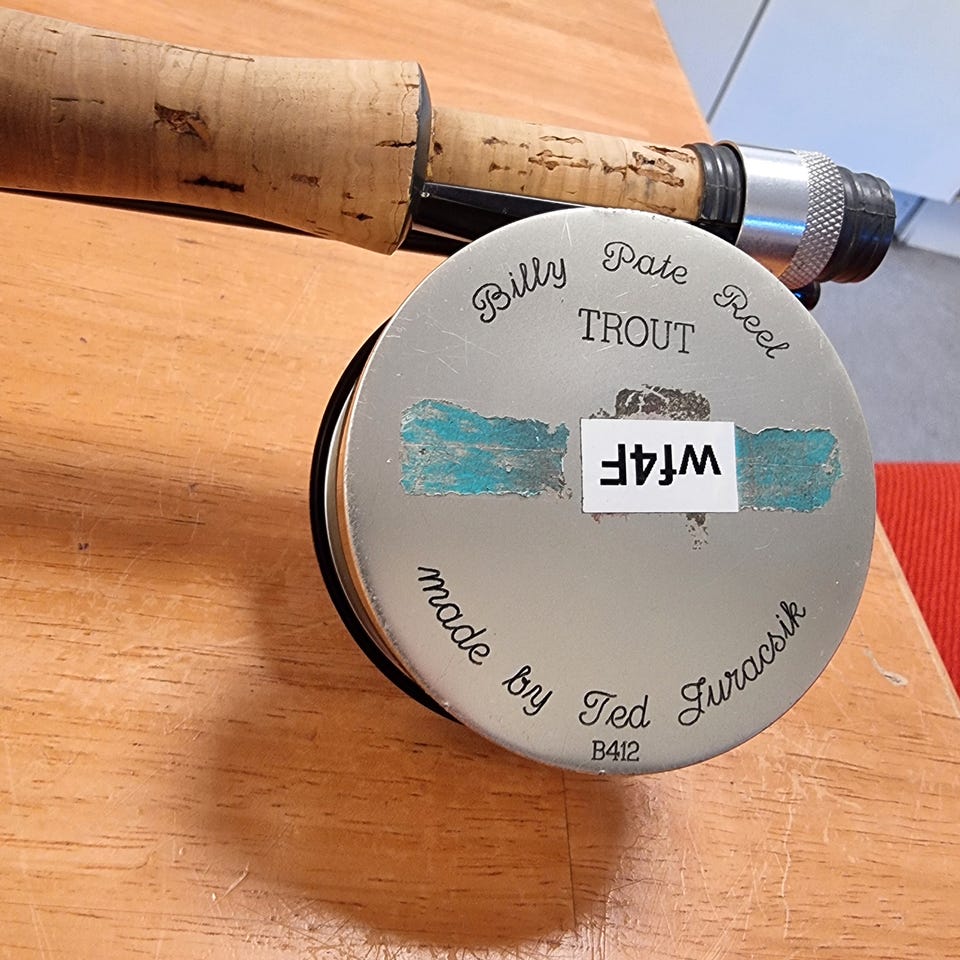 Billy Pate Reel
TROUT
wf4F
made by Ted Juracsik
B412